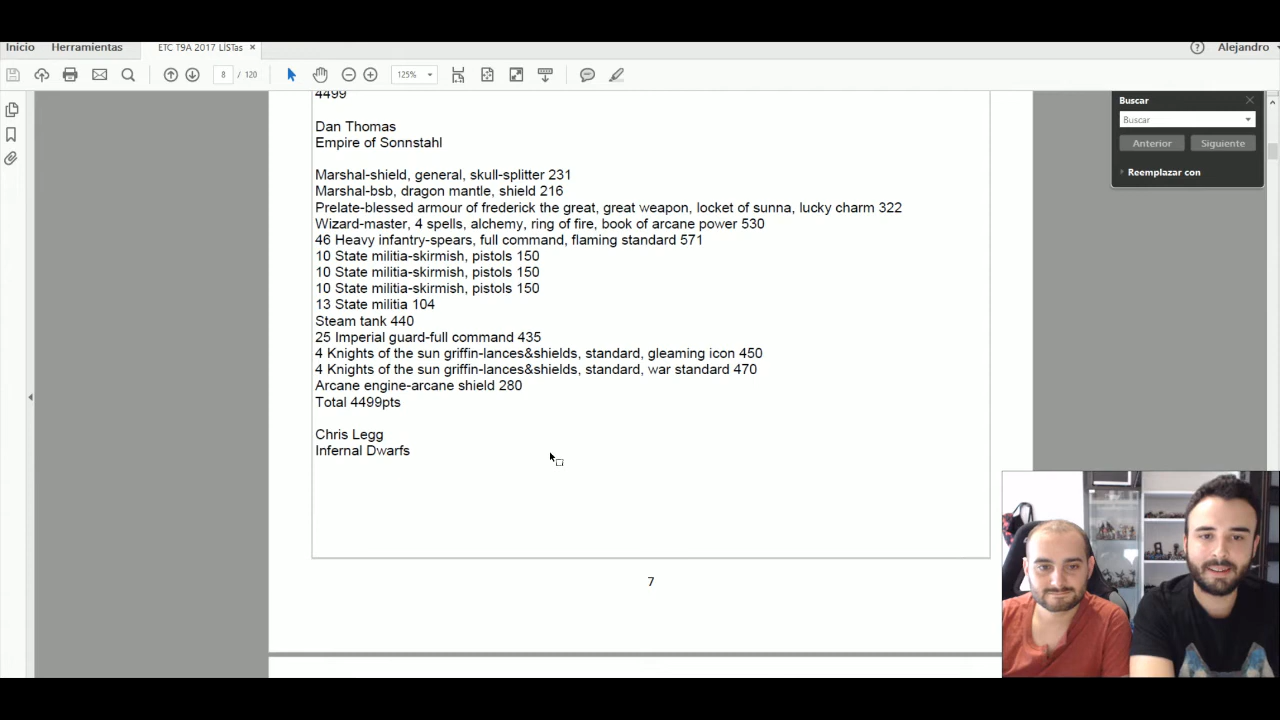 Inicio
Herramientas
ETC T9A 2017 LISTas ×
?
Alejandro
8 / 120
125%
4499
Dan Thomas
Empire of Sonnstahl
Marshal-shield, general, skull-splitter 231
Marshal-bsb, dragon mantle, shield 216
Prelate-blessed armour of frederick the great, great weapon, locket of sunna, lucky charm 322
Wizard-master, 4 spells, alchemy, ring of fire, book of arcane power 530
46 Heavy infantry-spears, full command, flaming standard 571
10 State militia-skirmish, pistols 150
10 State militia-skirmish, pistols 150
10 State militia-skirmish, pistols 150
13 State militia 104
Steam tank 440
25 Imperial guard-full command 435
4 Knights of the sun griffin-lances&shields, standard, gleaming icon 450
4 Knights of the sun griffin-lances&shields, standard, war standard 470
Arcane engine-arcane shield 280
Total 4499pts
Chris Legg
Infernal Dwarfs
7
Buscar
Buscar
Anterior
Siguiente
Reemplazar con